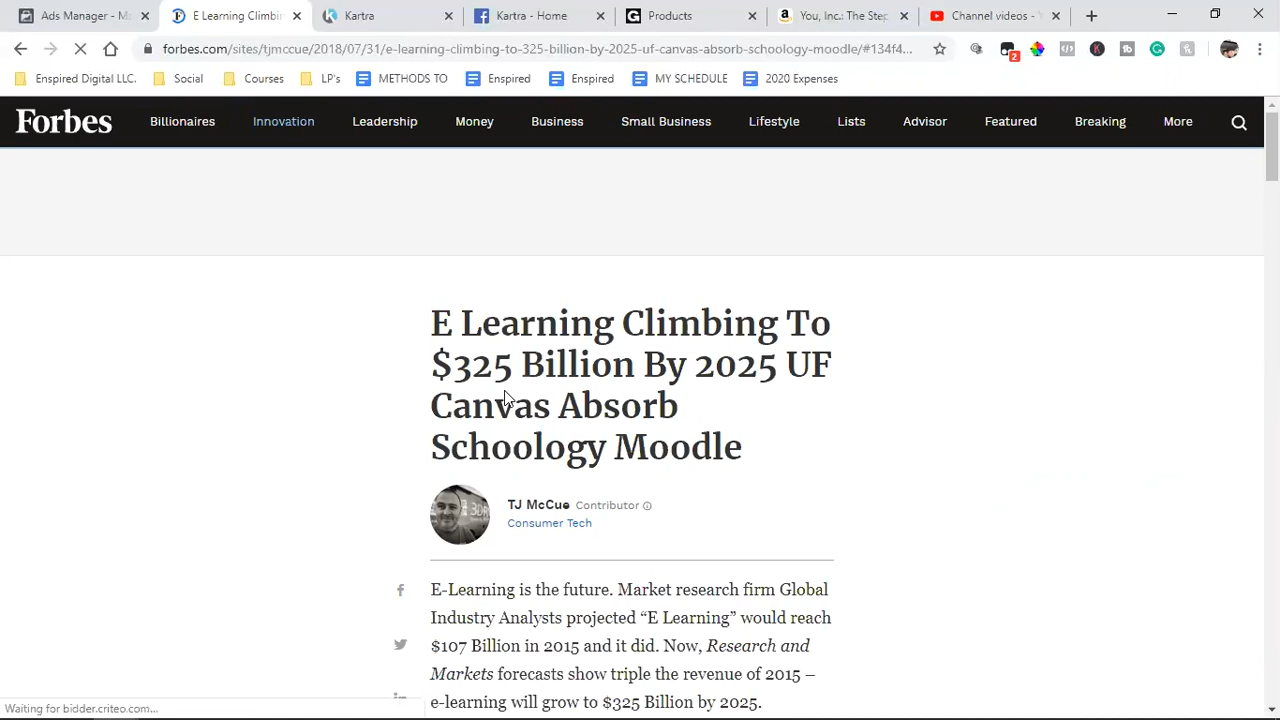 Ads Manager - Ma
E Learning Climbin
Kartra
Kartra - Home
Products
You, Inc.: The Step
Channel videos - Y
forbes.com/sites/tjmccue/2018/07/31/e-learning-climbing-to-325-billion-by-2025-uf-canvas-absorb-schoology-moodle/#134f4...
2
Enspired Digital LLC.
Social
Courses
LP's
METHODS TO
Enspired
Enspired
MY SCHEDULE
2020 Expenses
Forbes
Billionaires
Innovation
Leadership
Money
Business
Small Business
Lifestyle
Lists
Advisor
Featured
Breaking
More
E Learning Climbing To
$325 Billion By 2025 UF
Canvas Absorb
Schoology Moodle
TJ McCue Contributor
Consumer Tech
E-Learning is the future. Market research firm Global
Industry Analysts projected “E Learning” would reach
$107 Billion in 2015 and it did. Now, Research and
Markets forecasts show triple the revenue of 2015 –
e-learning will grow to $325 Billion by 2025.
Waiting for bidder.criteo.com...